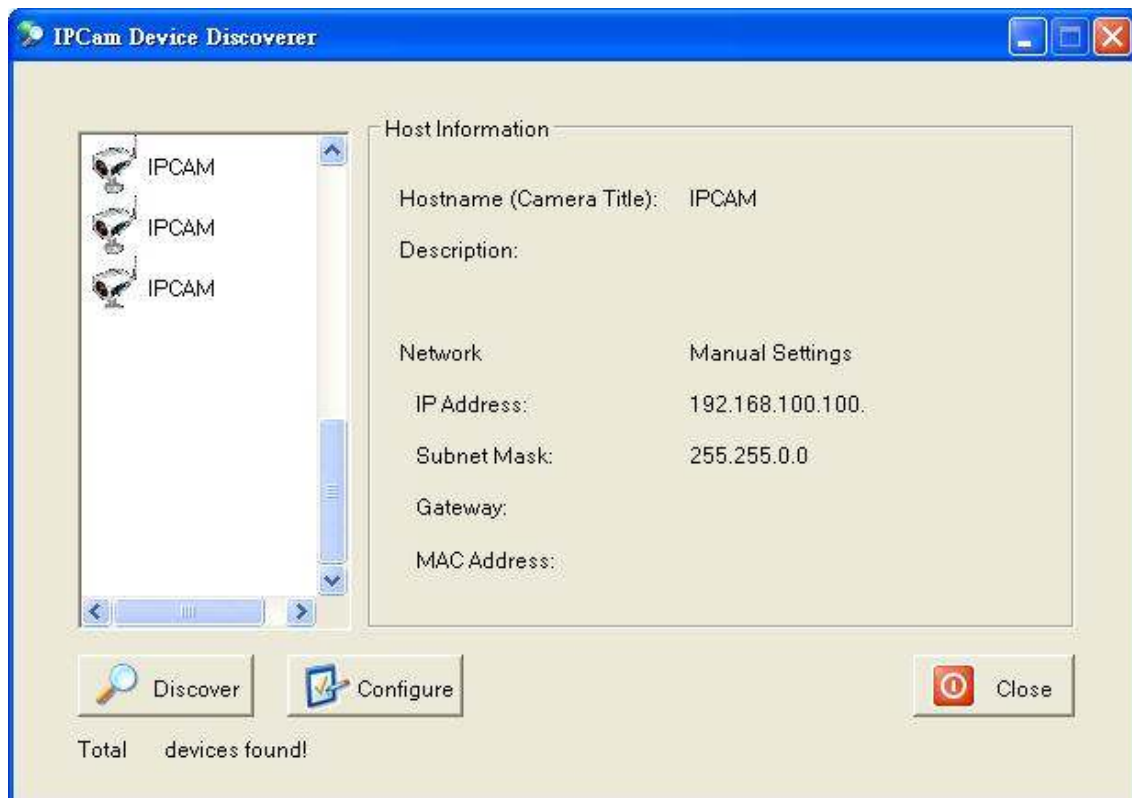 IPCam Device Discoverer
IPCAM
IPCAM
IPCAM
Host Information
Hostname (Camera Title): IPCAM
Description:
Network Manual Settings
IP Address: 192.168.100.100.
Subnet Mask: 255.255.0.0
Gateway:
MAC Address:
Discover Configure Close
Total devices found!